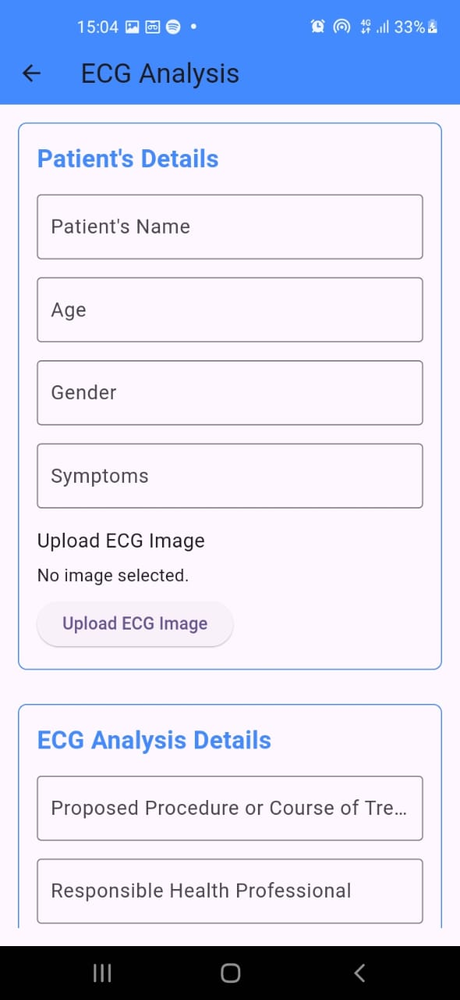 15:04
4G
33%
ECG Analysis
Patient's Details
Patient's Name
Age
Gender
Symptoms
Upload ECG Image
No image selected.
Upload ECG Image
ECG Analysis Details
Proposed Procedure or Course of Tre...
Responsible Health Professional